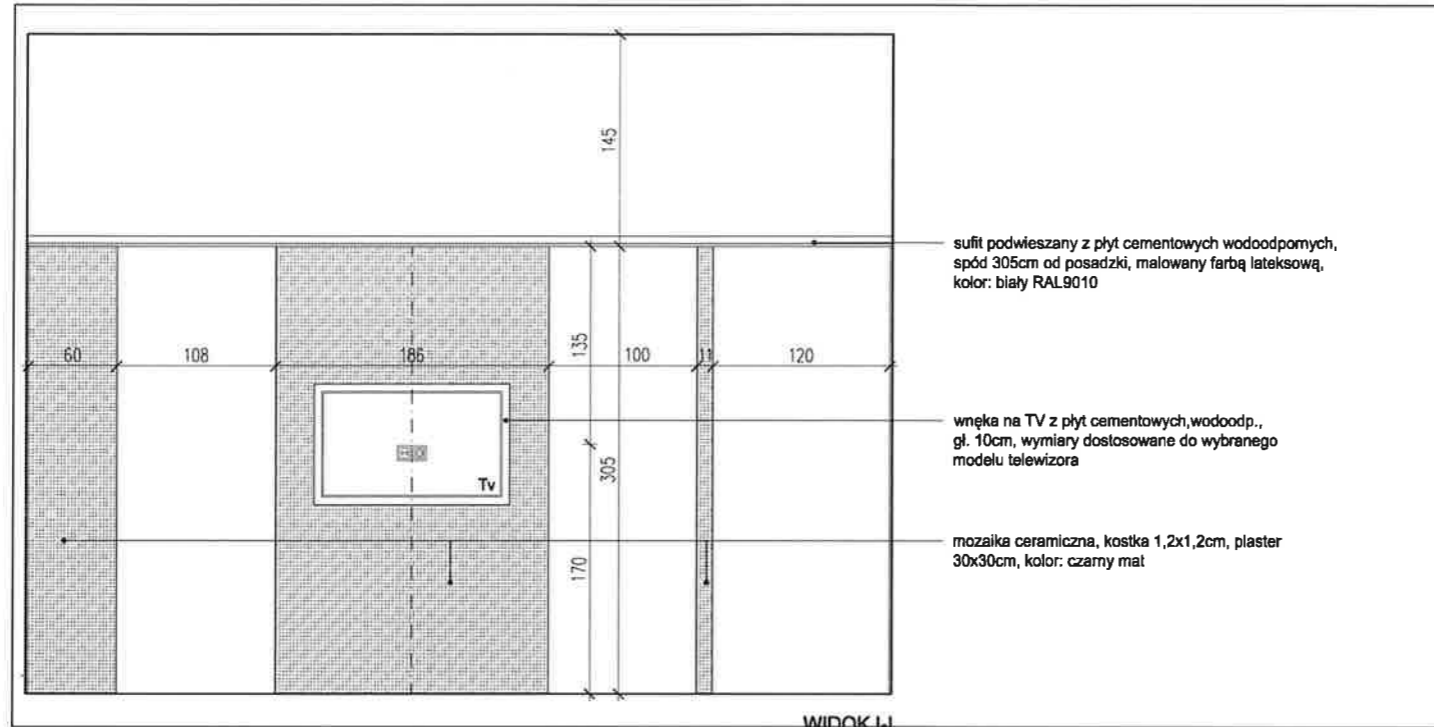 145
sufit podwieszany z płyt cementowych wodoodpornych,
spód 305cm od posadzki, malowany farbą lateksową,
kolor: biały RAL9010
60
108
186
135
100
11
120
wnęka na TV z płyt cementowych,wodoodp.,
gł. 10cm, wymiary dostosowane do wybranego
modelu telewizora
305
Tv
mozaika ceramiczna, kostka 1,2x1,2cm, plaster
30x30cm, kolor: czarny mat
170
WIDOK